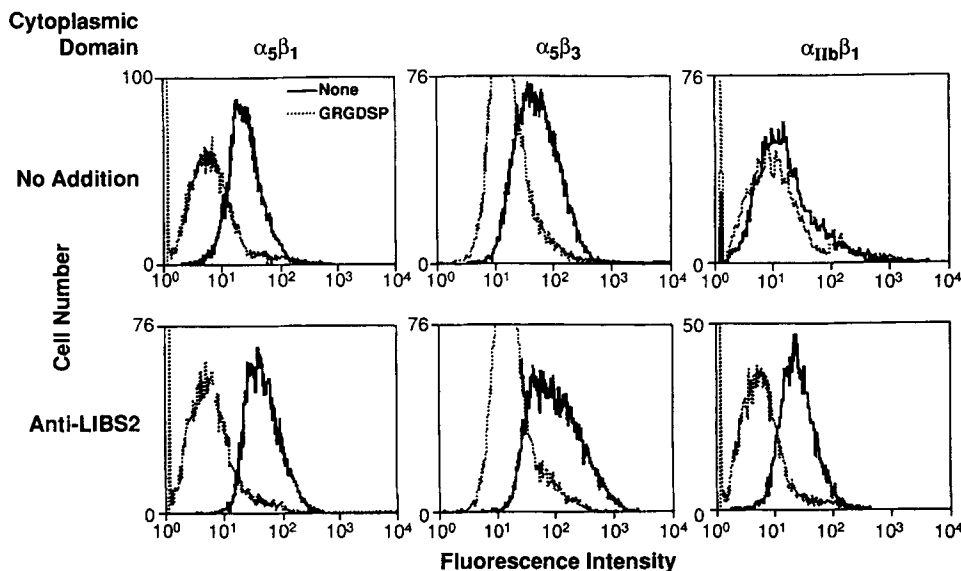 Cytoplasmic
Domain
α5β1
α5β3
αIIbβ1
100
None
GRGDSP
No Addition
0
10^0 10^1 10^2 10^3 10^4
76
0
10^0 10^1 10^2 10^3 10^4
76
0
10^0 10^1 10^2 10^3 10^4
Cell Number
Anti-LIBS2
76
0
10^0 10^1 10^2 10^3 10^4
76
0
10^0 10^1 10^2 10^3 10^4
50
0
10^0 10^1 10^2 10^3 10^4
Fluorescence Intensity